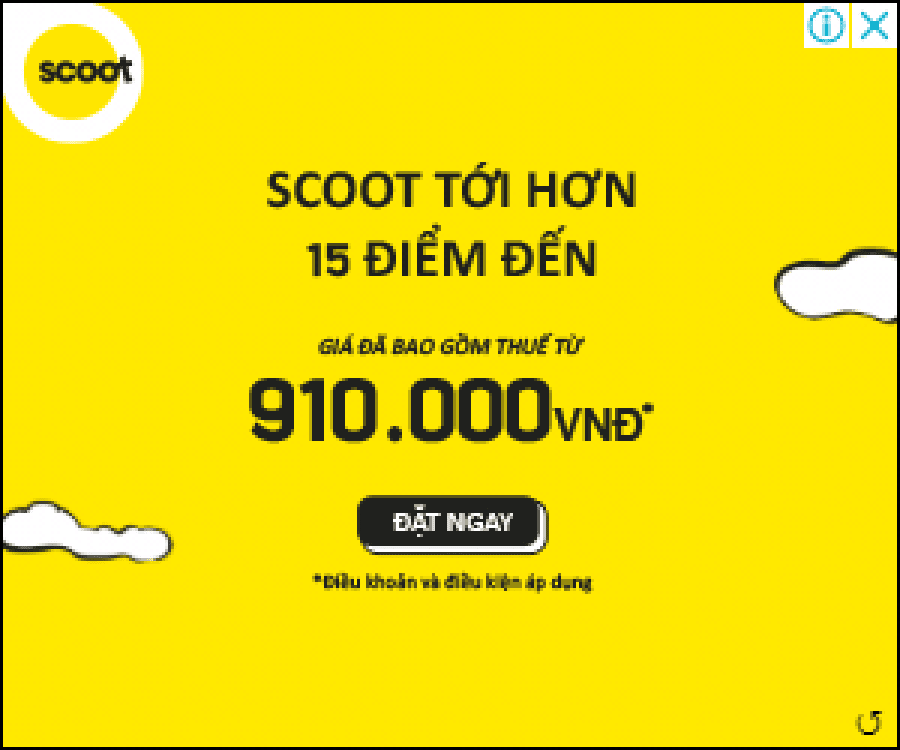 scoot
SCOOT TỚI HƠN
15 ĐIỂM ĐẾN
GIÁ ĐÃ BAO GỒM THUẾ TỪ
910.000VNĐ*
ĐẶT NGAY
*Điều khoản và điều kiện áp dụng